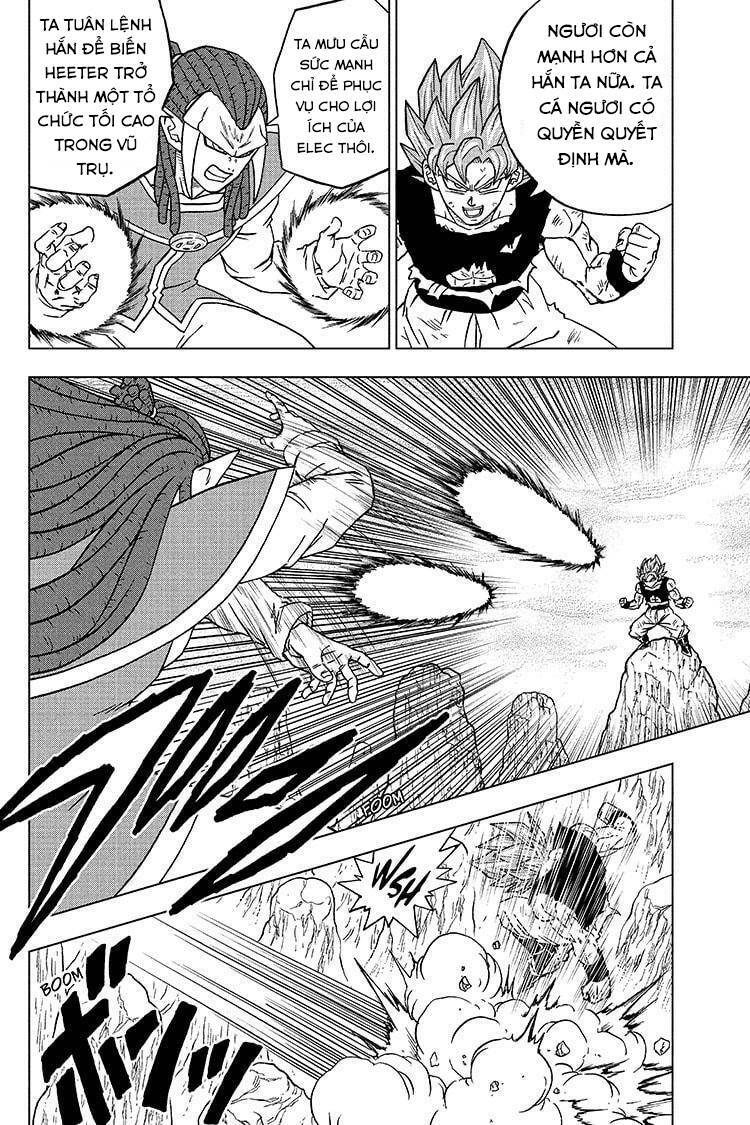 NGƯƠI CÒN
MẠNH HƠN CẢ
HẮN TA NỮA. TA
CÁ NGƯƠI CÓ
QUYỀN QUYẾT
ĐỊNH MÀ.
TA MƯU CẦU
SỨC MẠNH
CHỈ ĐỂ PHỤC
VỤ CHO LỢI
ÍCH CỦA
ELEC THÔI.
TA TUÂN LỆNH
HẮN ĐỂ BIẾN
HEETER TRỞ
THÀNH MỘT TỔ
CHỨC TỐI CAO
TRONG VŨ
TRỤ.
FOOM
WSH
BOOM
ボーンッ